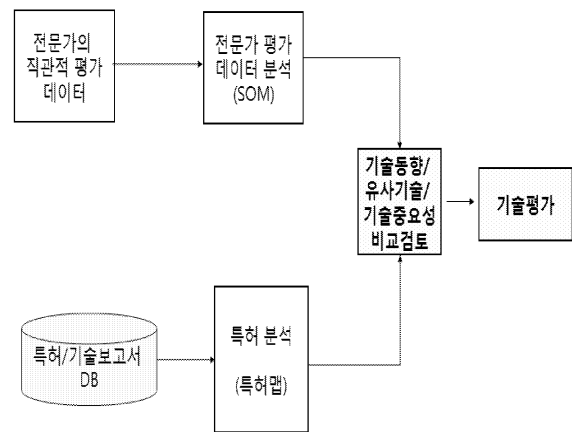 전문가의
직관적 평가
데이터
전문가 평가
데이터 분석
(SOM)
기술동향/
유사기술/
기술중요성
비교검토
기술평가
특허/기술보고서
DB
특허 분석
(특허맵)